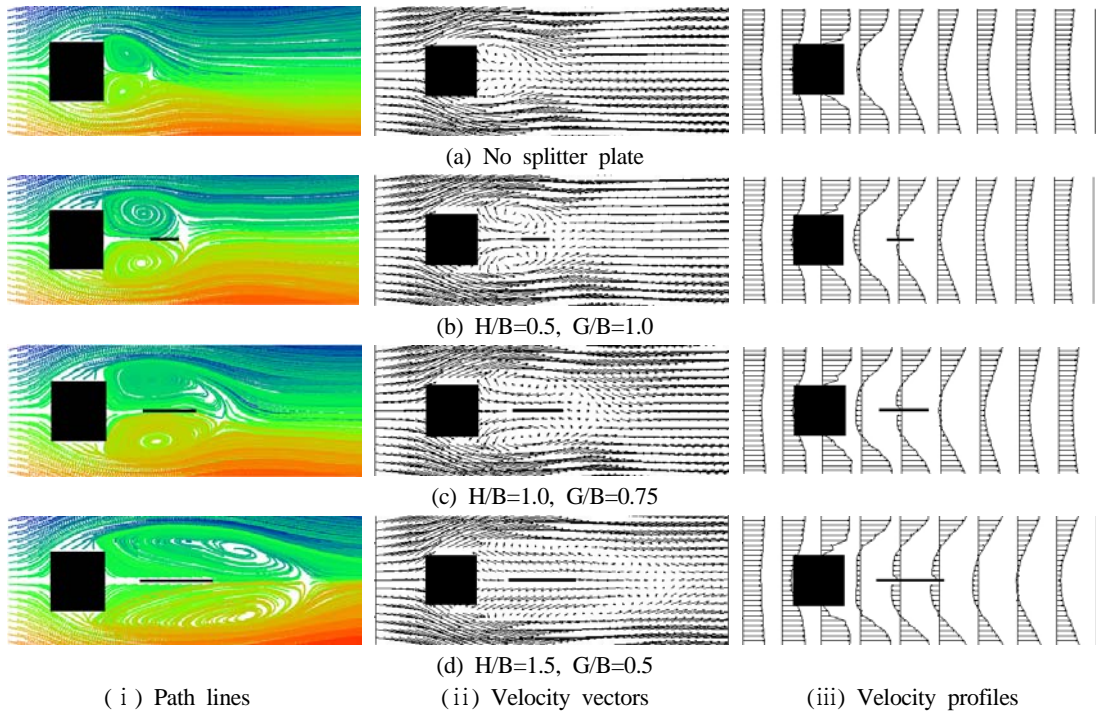 (a) No splitter plate
(b) H/B=0.5, G/B=1.0
(c) H/B=1.0, G/B=0.75
(d) H/B=1.5, G/B=0.5
(ⅰ) Path lines
(ⅱ) Velocity vectors
(ⅲ) Velocity profiles